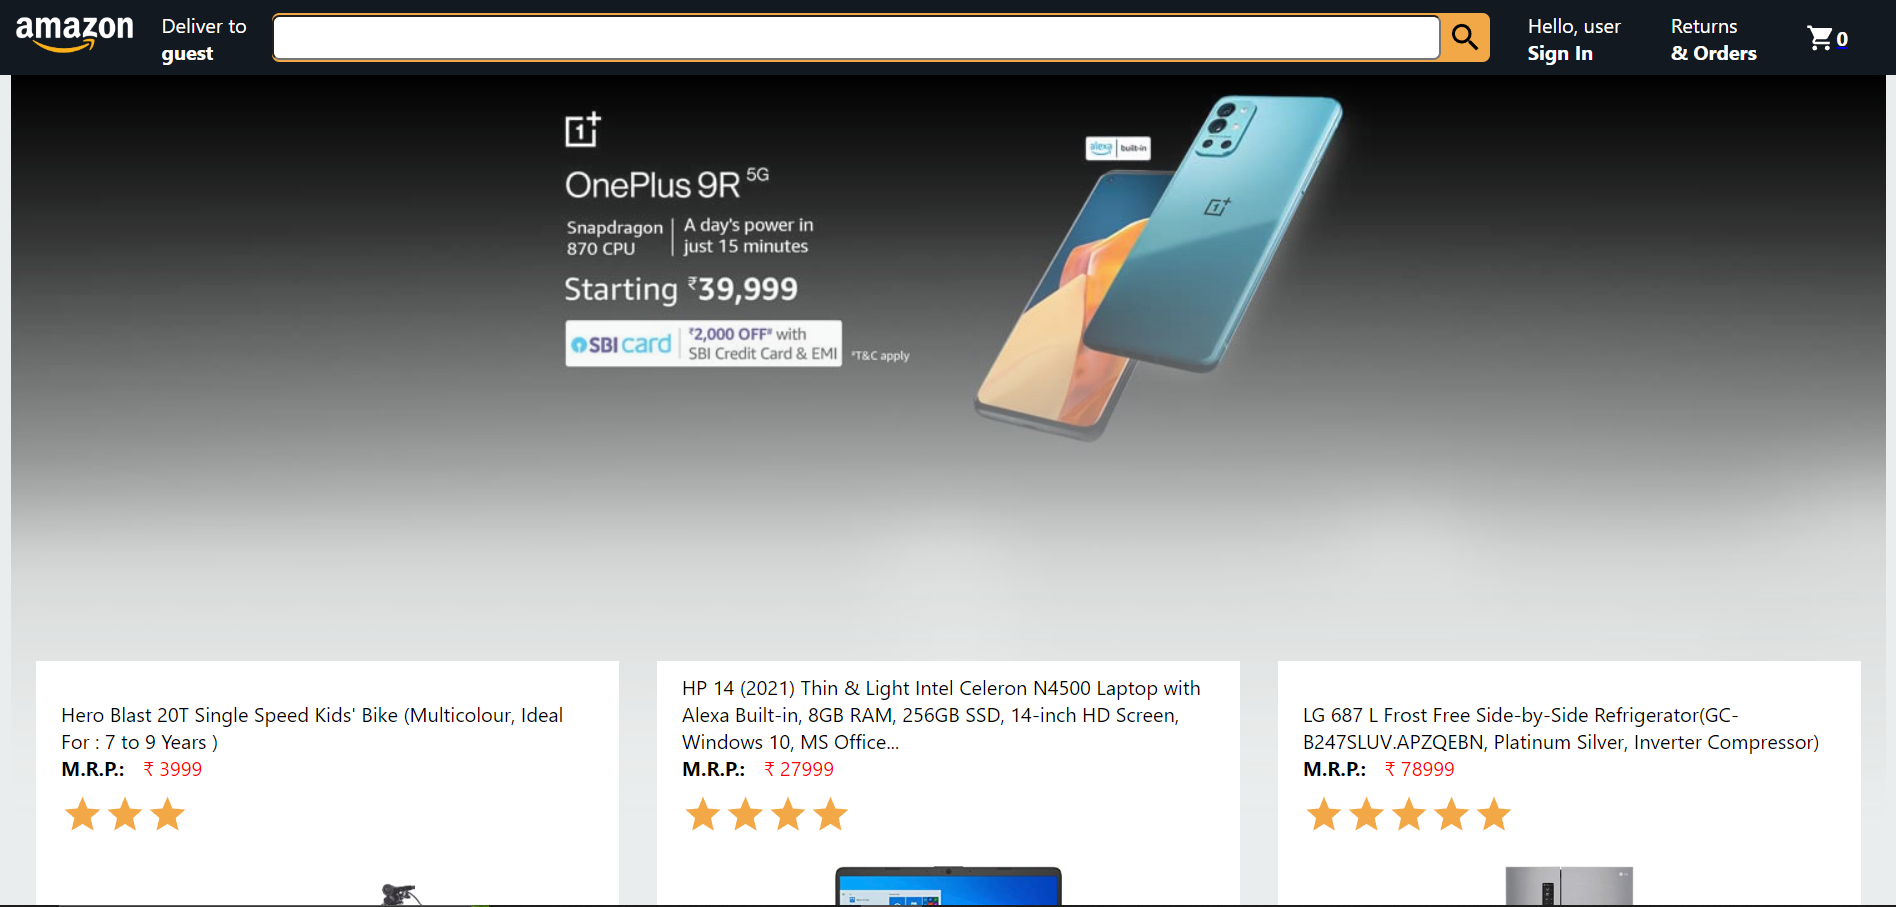 amazon
Deliver to
guest
Hello, user
Sign In
Returns
& Orders
0
OnePlus 9R 5G
Snapdragon
870 CPU
A day's power in
just 15 minutes
Starting ₹39,999
SBI card
₹2,000 OFF# with
SBI Credit Card & EMI
#T&C apply
alexa built-in
Hero Blast 20T Single Speed Kids' Bike (Multicolour, Ideal
For : 7 to 9 Years )
M.R.P.: ₹ 3999
HP 14 (2021) Thin & Light Intel Celeron N4500 Laptop with
Alexa Built-in, 8GB RAM, 256GB SSD, 14-inch HD Screen,
Windows 10, MS Office...
M.R.P.: ₹ 27999
LG 687 L Frost Free Side-by-Side Refrigerator(GC-
B247SLUV.APZQEBN, Platinum Silver, Inverter Compressor)
M.R.P.: ₹ 78999